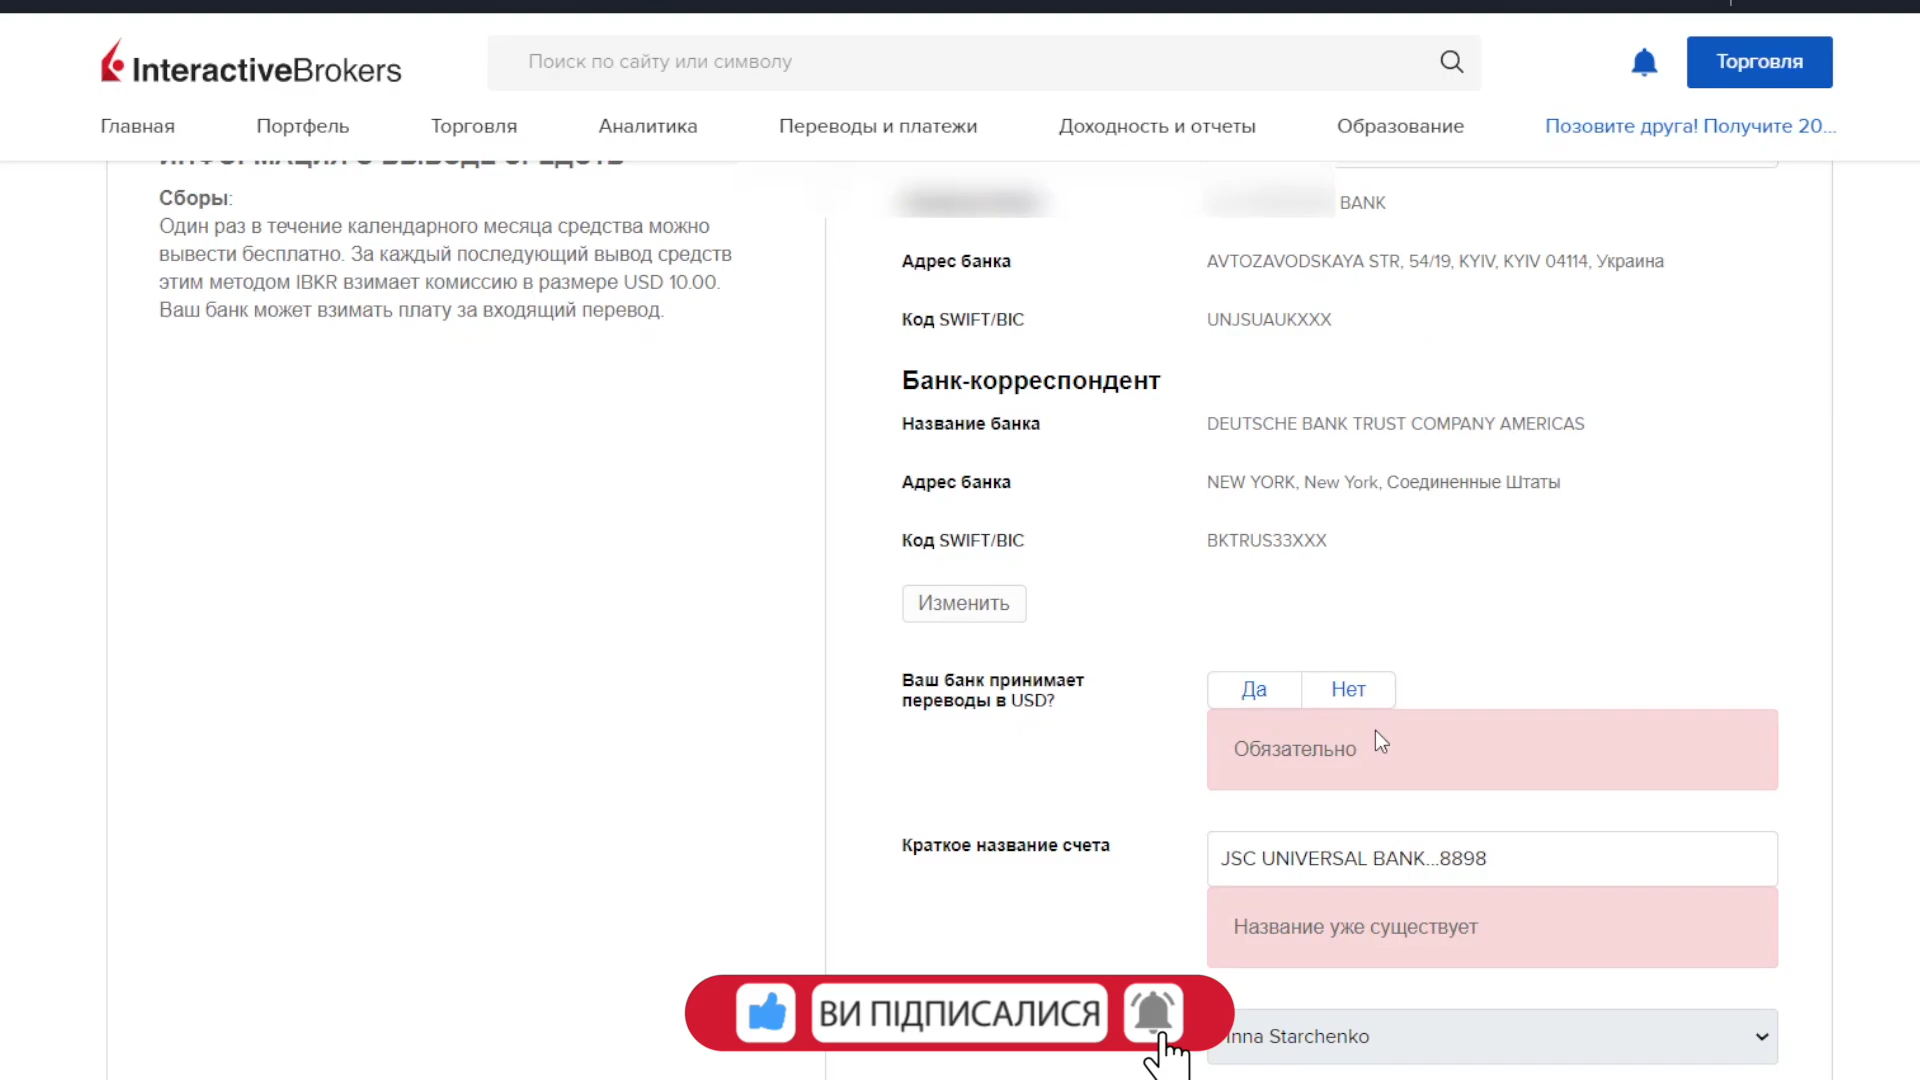 InteractiveBrokers
Поиск по сайту или символу
Торговля
Главная
Портфель
Торговля
Аналитика
Переводы и платежи
Доходность и отчеты
Образование
Позовите друга! Получите 20...
ИНФОРМАЦИЯ О ВЫВОДЕ СРЕДСТВ
Сборы:
Один раз в течение календарного месяца средства можно
вывести бесплатно. За каждый последующий вывод средств
этим методом IBKR взимает комиссию в размере USD 10.00.
Ваш банк может взимать плату за входящий перевод.
BANK
Адрес банка
AVTOZAVODSKAYA STR, 54/19, KYIV, KYIV 04114, Украина
Код SWIFT/BIC
UNJSUAUKXXX
Банк-корреспондент
Название банка
DEUTSCHE BANK TRUST COMPANY AMERICAS
Адрес банка
NEW YORK, New York, Соединенные Штаты
Код SWIFT/BIC
BKTRUS33XXX
Изменить
Ваш банк принимает
переводы в USD?
Да
Нет
Обязательно
Краткое название счета
JSC UNIVERSAL BANK...8898
Название уже существует
ВИ ПІДПИСАЛИСЯ
Inna Starchenko